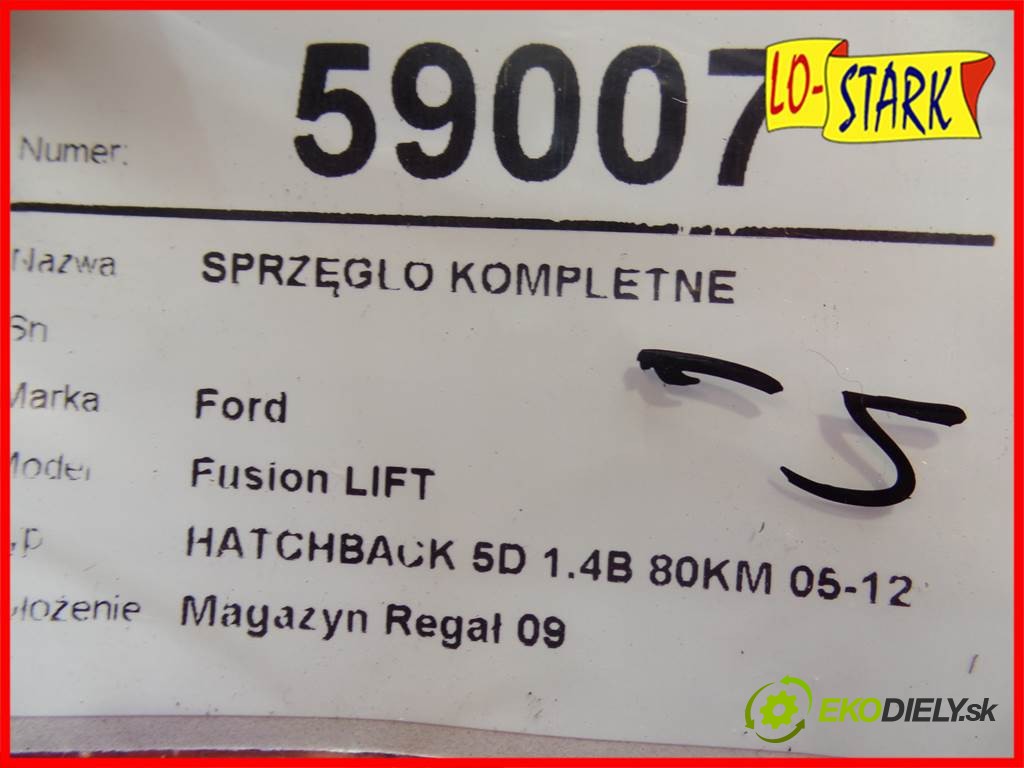 59007
LO-STARK
Numer:
Nazwa SPRZĘGŁO KOMPLETNE
Sn
Marka Ford
Model Fusion LIFT
HATCHBACK 5D 1.4B 80KM 05-12
Magazyn Regał 09
EKODIELY.sk